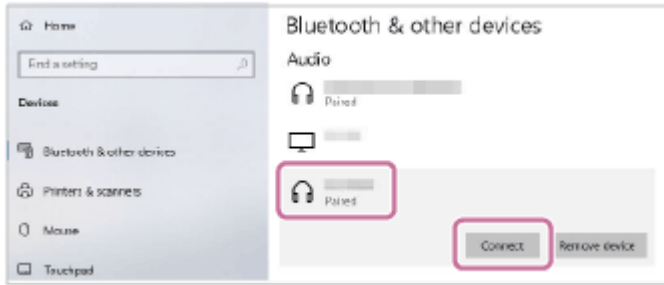 Home
Find a setting
Devices
Bluetooth & other devices
Printers & scanners
Mouse
Touchpad
Bluetooth & other devices
Audio
Paired
Paired
Connect
Remove device